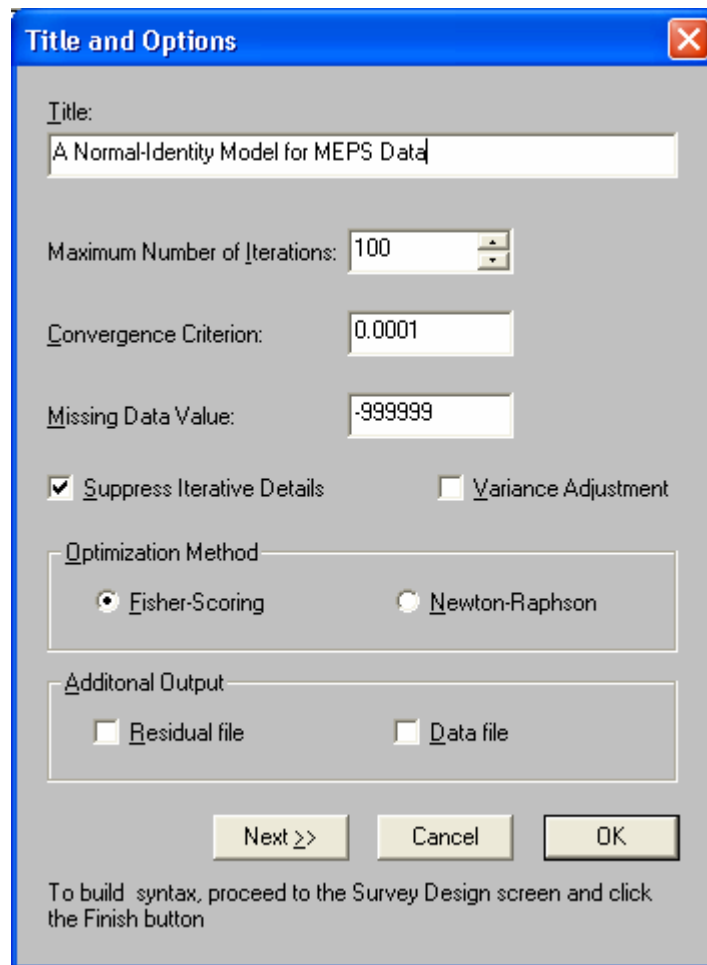 Title and Options
Title:
A Normal-Identity Model for MEPS Data
Maximum Number of Iterations: 100
Convergence Criterion: 0.0001
Missing Data Value: -999999
Suppress Iterative Details Variance Adjustment
Optimization Method
Fisher-Scoring Newton-Raphson
Additonal Output
Residual file Data file
Next >> Cancel OK
To build syntax, proceed to the Survey Design screen and click
the Finish button